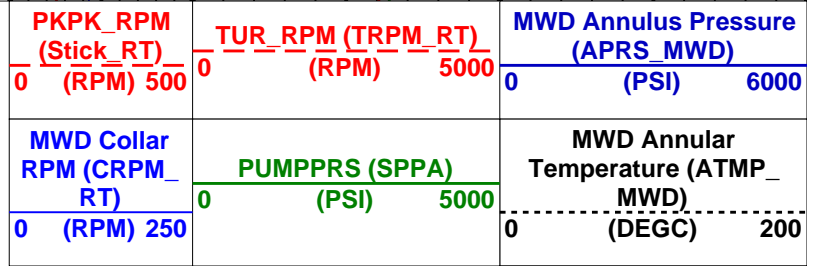 PKPK_RPM
(Stick_RT)
0 (RPM) 500
TUR_RPM (TRPM_RT)
0 (RPM) 5000
MWD Annulus Pressure
(APRS_MWD)
0 (PSI) 6000
MWD Collar
RPM (CRPM_
RT)
0 (RPM) 250
PUMPPRS (SPPA)
0 (PSI) 5000
MWD Annular
Temperature (ATMP_
MWD)
0 (DEGC) 200